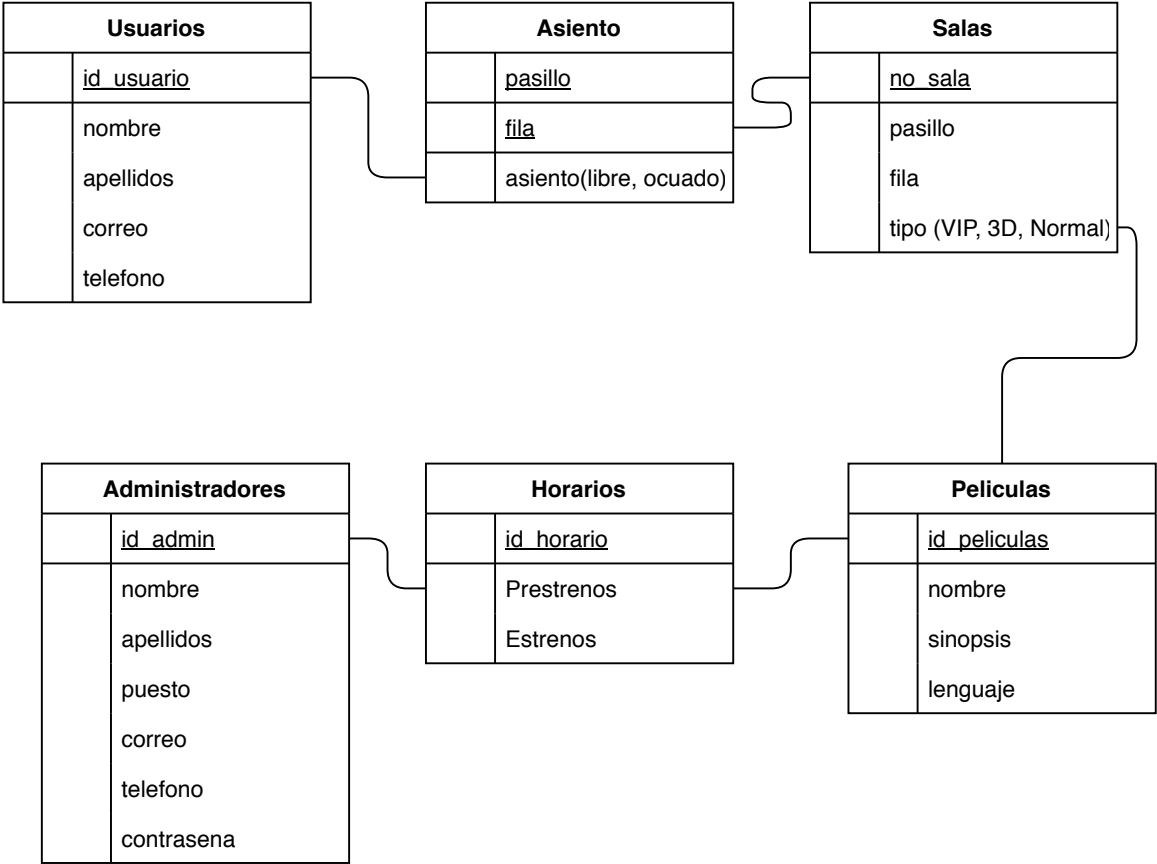 Usuarios
id_usuario
nombre
apellidos
correo
telefono
Asiento
pasillo
fila
asiento(libre, ocuado)
Salas
no_sala
pasillo
fila
tipo (VIP, 3D, Normal)
Administradores
id_admin
nombre
apellidos
puesto
correo
telefono
contrasena
Horarios
id_horario
Prestrenos
Estrenos
Peliculas
id_peliculas
nombre
sinopsis
lenguaje